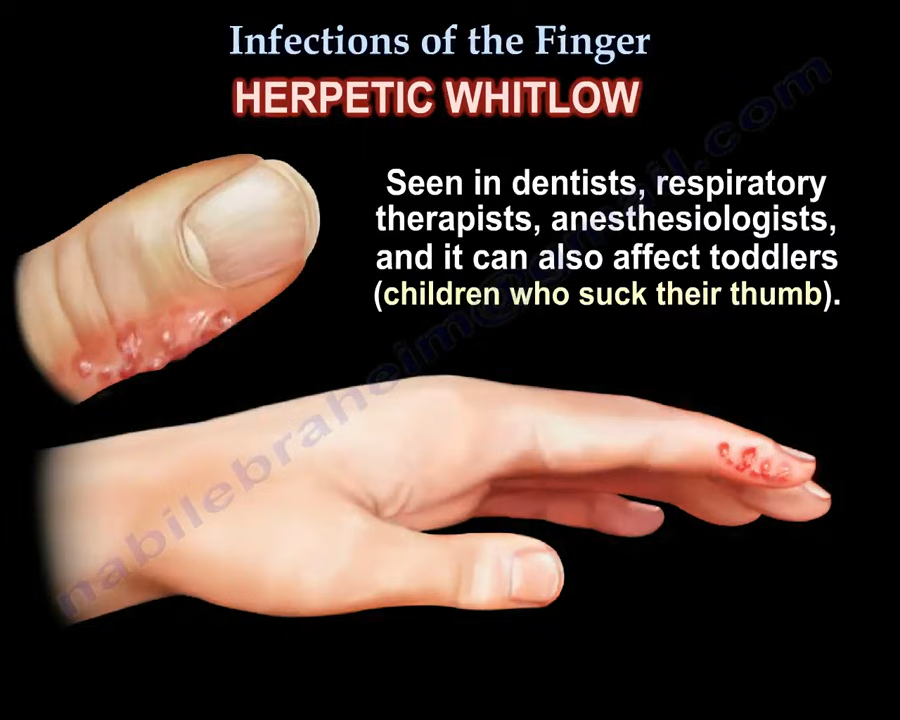 Infections of the Finger
HERPETIC WHITLOW
Seen in dentists, respiratory
therapists, anesthesiologists,
and it can also affect toddlers
(children who suck their thumb).
nabilebraheim@gmail.com